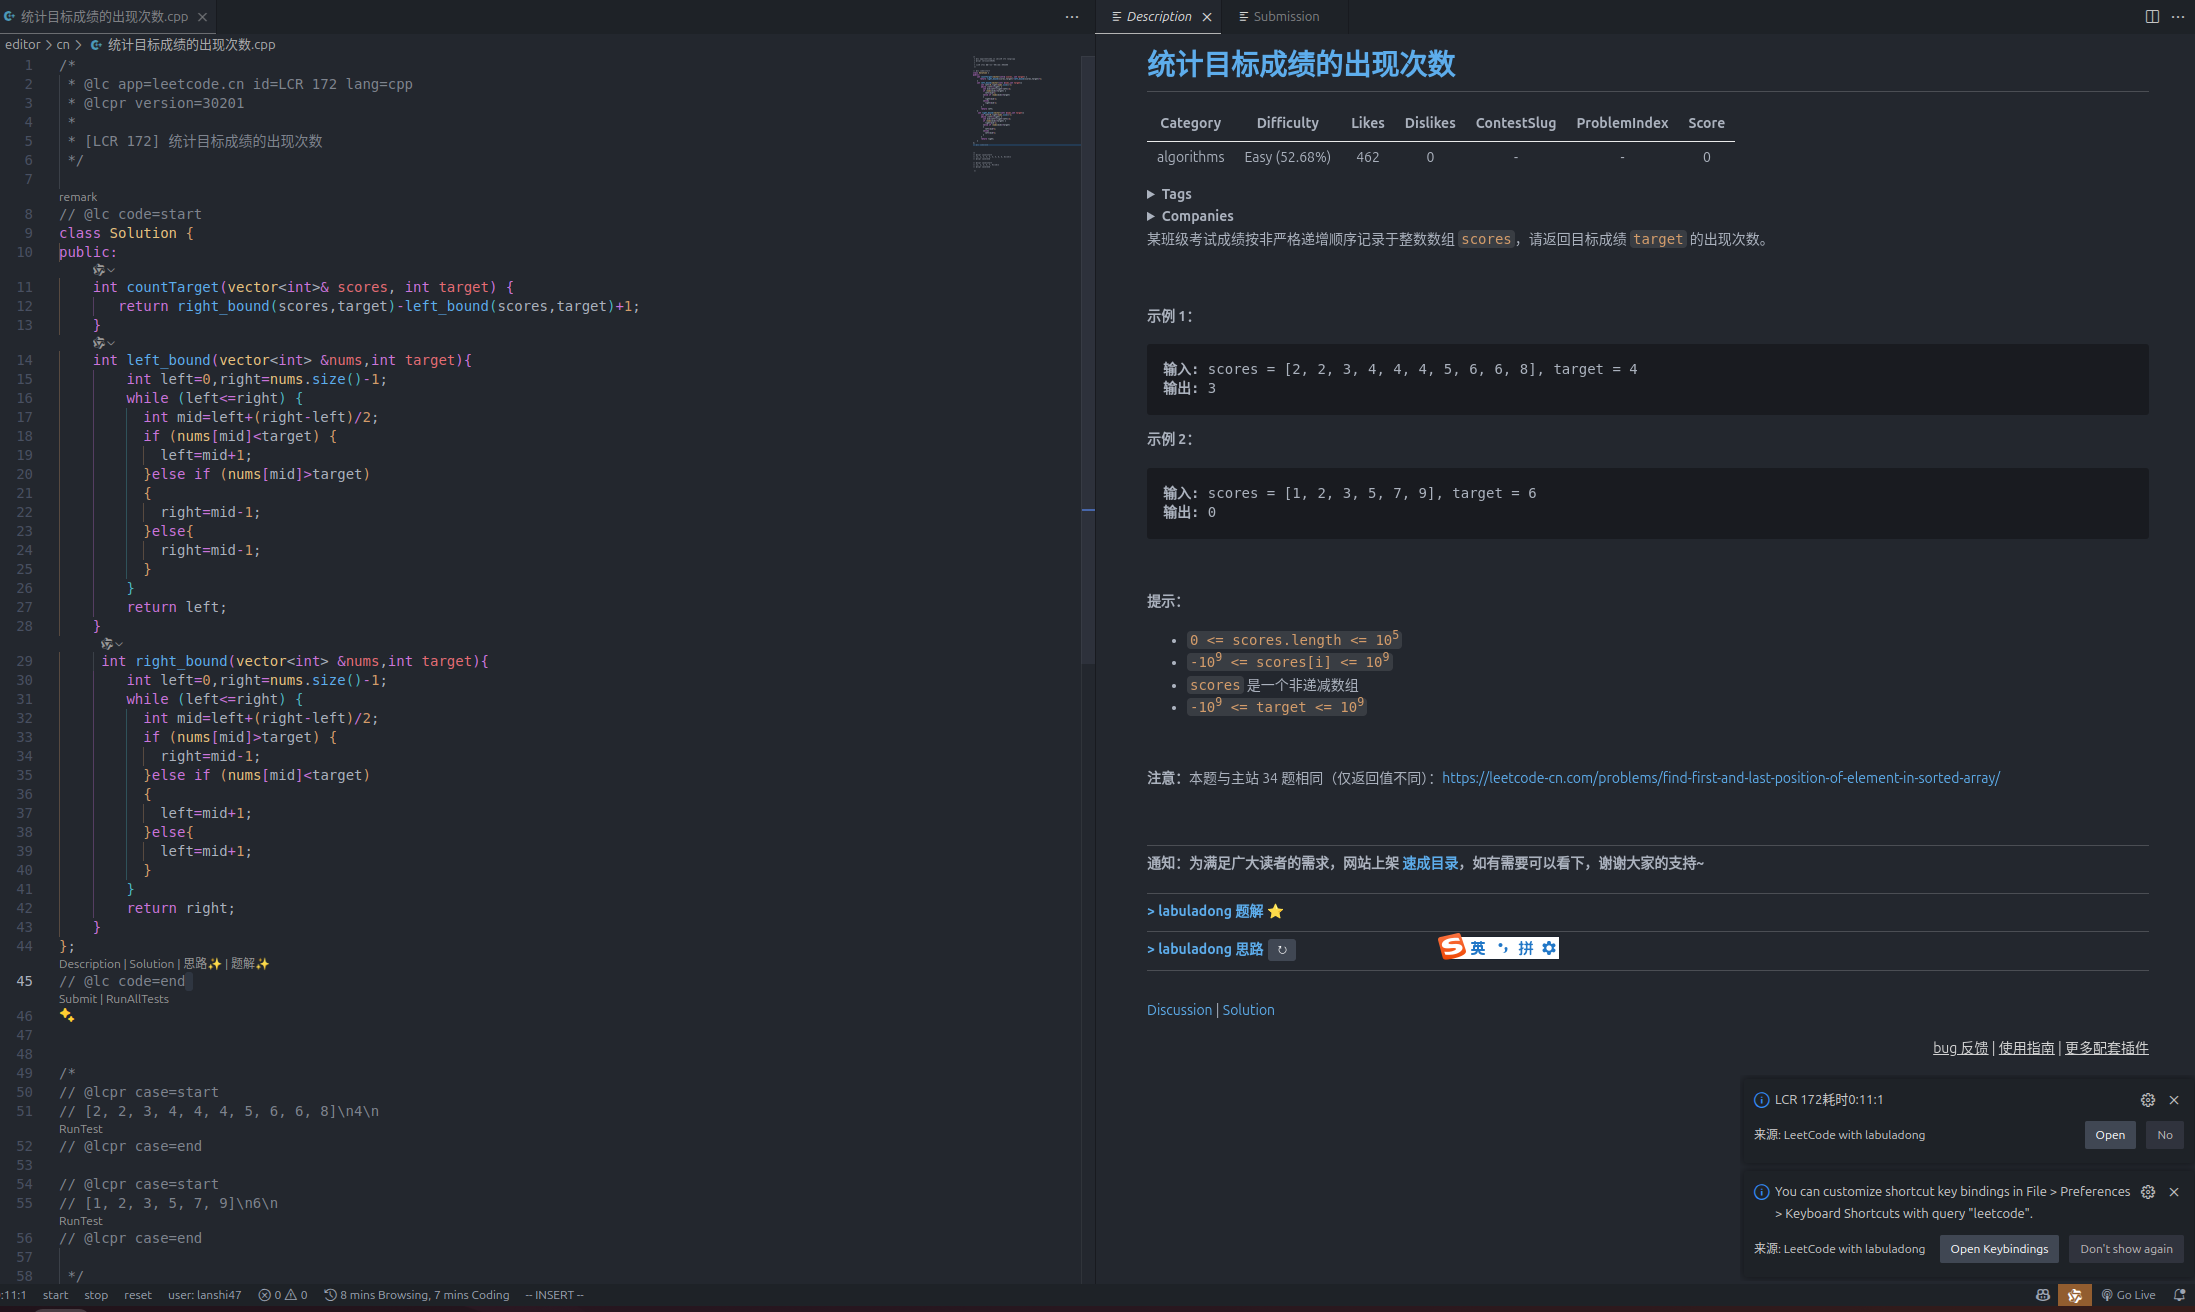 统计目标成绩的出现次数.cpp
editor > cn > 统计目标成绩的出现次数.cpp
1 /*
2  * @lc app=leetcode.cn id=LCR 172 lang=cpp
3  * @lcpr version=30201
4  *
5  * [LCR 172] 统计目标成绩的出现次数
6  */
7
remark
8 // @lc code=start
9 class Solution {
10 public:
11     int countTarget(vector<int>& scores, int target) {
12        return right_bound(scores,target)-left_bound(scores,target)+1;
13     }
14     int left_bound(vector<int> &nums,int target){
15         int left=0,right=nums.size()-1;
16         while (left<=right) {
17           int mid=left+(right-left)/2;
18           if (nums[mid]<target) {
19             left=mid+1;
20           }else if (nums[mid]>target)
21           {
22             right=mid-1;
23           }else{
24             right=mid-1;
25           }
26         }
27         return left;
28     }
29      int right_bound(vector<int> &nums,int target){
30         int left=0,right=nums.size()-1;
31         while (left<=right) {
32           int mid=left+(right-left)/2;
33           if (nums[mid]>target) {
34             right=mid-1;
35           }else if (nums[mid]<target)
36           {
37             left=mid+1;
38           }else{
39             left=mid+1;
40           }
41         }
42         return right;
43     }
44 };
Description | Solution | 思路✨ | 题解✨
45 // @lc code=end
Submit | RunAllTests
46
47
48
49 /*
50 // @lcpr case=start
51 // [2, 2, 3, 4, 4, 4, 5, 6, 6, 8]\n4\n
RunTest
52 // @lcpr case=end
53
54 // @lcpr case=start
55 // [1, 2, 3, 5, 7, 9]\n6\n
RunTest
56 // @lcpr case=end
57
58  */
Description Submission
统计目标成绩的出现次数
Category Difficulty Likes Dislikes ContestSlug ProblemIndex Score
algorithms Easy (52.68%) 462 0 - - 0
▶ Tags
▶ Companies
某班级考试成绩按非严格递增顺序记录于整数数组 scores，请返回目标成绩 target 的出现次数。
示例 1：
输入: scores = [2, 2, 3, 4, 4, 4, 5, 6, 6, 8], target = 4
输出: 3
示例 2：
输入: scores = [1, 2, 3, 5, 7, 9], target = 6
输出: 0
提示：
• 0 <= scores.length <= 10⁵
• -10⁹ <= scores[i] <= 10⁹
• scores 是一个非递减数组
• -10⁹ <= target <= 10⁹
注意：本题与主站 34 题相同（仅返回值不同）：https://leetcode-cn.com/problems/find-first-and-last-position-of-element-in-sorted-array/
通知：为满足广大读者的需求，网站上架 速成目录，如有需要可以看下，谢谢大家的支持~
> labuladong 题解 ⭐
> labuladong 思路 ↻
S 英 拼
Discussion | Solution
bug 反馈 | 使用指南 | 更多配套插件
LCR 172耗时0:11:1
来源: LeetCode with labuladong Open No
You can customize shortcut key bindings in File > Preferences
> Keyboard Shortcuts with query "leetcode".
来源: LeetCode with labuladong Open Keybindings Don't show again
:11:1 start stop reset user: lanshi47 0 0 8 mins Browsing, 7 mins Coding -- INSERT -- Go Live